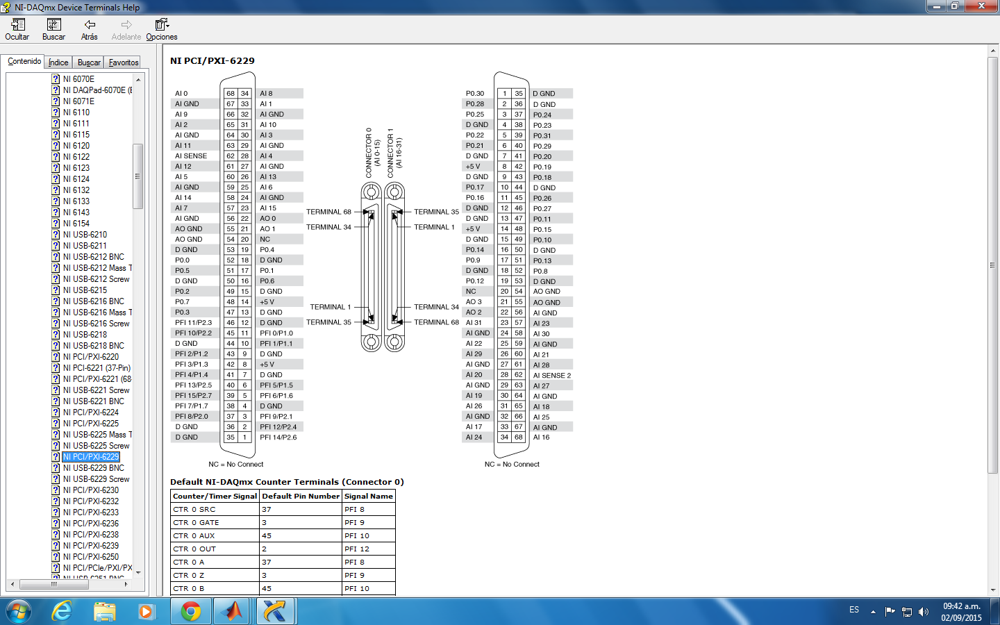 NI-DAQmx Device Terminals Help
Ocultar Buscar Atrás Adelante Opciones
Contenido Índice Buscar Favoritos
NI 6070E
NI DAQPad-6070E (E
NI 6071E
NI 6110
NI 6111
NI 6115
NI 6120
NI 6122
NI 6123
NI 6124
NI 6132
NI 6133
NI 6143
NI 6154
NI USB-6210
NI USB-6211
NI USB-6212 BNC
NI USB-6212 Mass T
NI USB-6212 Screw
NI USB-6215
NI USB-6216 BNC
NI USB-6216 Mass T
NI USB-6216 Screw
NI USB-6218
NI USB-6218 BNC
NI PCI/PXI-6220
NI PCI-6221 (37-Pin)
NI PCI/PXI-6221 (68-
NI USB-6221 Screw
NI USB-6221 BNC
NI PCI/PXI-6224
NI PCI/PXI-6225
NI USB-6225 Mass T
NI USB-6225 Screw
NI PCI/PXI-6229
NI USB-6229 BNC
NI USB-6229 Screw
NI PCI/PXI-6230
NI PCI/PXI-6232
NI PCI/PXI-6233
NI PCI/PXI-6236
NI PCI/PXI-6238
NI PCI/PXI-6239
NI PCI/PXI-6250
NI PCI/PCIe/PXI/PX
NI USB-6251 BNC
NI PCI/PXI-6229
AI 0 68 34 AI 8
AI GND 67 33 AI 1
AI 9 66 32 AI GND
AI 2 65 31 AI 10
AI GND 64 30 AI 3
AI 11 63 29 AI GND
AI SENSE 62 28 AI 4
AI 12 61 27 AI GND
AI 5 60 26 AI 13
AI GND 59 25 AI 6
AI 14 58 24 AI GND
AI 7 57 23 AI 15
AI GND 56 22 AO 0
AO GND 55 21 AO 1
AO GND 54 20 NC
D GND 53 19 P0.4
P0.0 52 18 D GND
P0.5 51 17 P0.1
D GND 50 16 P0.6
P0.2 49 15 D GND
P0.7 48 14 +5 V
P0.3 47 13 D GND
PFI 11/P2.3 46 12 D GND
PFI 10/P2.2 45 11 PFI 0/P1.0
D GND 44 10 PFI 1/P1.1
PFI 2/P1.2 43 9 D GND
PFI 3/P1.3 42 8 +5 V
PFI 4/P1.4 41 7 D GND
PFI 13/P2.5 40 6 PFI 5/P1.5
PFI 15/P2.7 39 5 PFI 6/P1.6
PFI 7/P1.7 38 4 D GND
PFI 8/P2.0 37 3 PFI 9/P2.1
D GND 36 2 PFI 12/P2.4
D GND 35 1 PFI 14/P2.6
NC = No Connect
CONNECTOR 0
(AI 0-15)
CONNECTOR 1
(AI 16-31)
TERMINAL 68 TERMINAL 35
TERMINAL 34 TERMINAL 1
TERMINAL 1 TERMINAL 34
TERMINAL 35 TERMINAL 68
P0.30 1 35 D GND
P0.28 2 36 D GND
P0.25 3 37 P0.24
D GND 4 38 P0.23
P0.22 5 39 P0.31
P0.21 6 40 P0.29
D GND 7 41 P0.20
+5 V 8 42 P0.19
D GND 9 43 P0.18
P0.17 10 44 D GND
P0.16 11 45 P0.26
D GND 12 46 P0.27
D GND 13 47 P0.11
+5 V 14 48 P0.15
D GND 15 49 P0.10
P0.14 16 50 D GND
P0.9 17 51 P0.13
D GND 18 52 P0.8
P0.12 19 53 D GND
NC 20 54 AO GND
AO 3 21 55 AO GND
AO 2 22 56 AI GND
AI 31 23 57 AI 23
AI GND 24 58 AI 30
AI 22 25 59 AI GND
AI 29 26 60 AI 21
AI GND 27 61 AI 28
AI 20 28 62 AI SENSE 2
AI GND 29 63 AI 27
AI 19 30 64 AI GND
AI 26 31 65 AI 18
AI GND 32 66 AI 25
AI 17 33 67 AI GND
AI 24 34 68 AI 16
NC = No Connect
Default NI-DAQmx Counter Terminals (Connector 0)
Counter/Timer Signal Default Pin Number Signal Name
CTR 0 SRC 37 PFI 8
CTR 0 GATE 3 PFI 9
CTR 0 AUX 45 PFI 10
CTR 0 OUT 2 PFI 12
CTR 0 A 37 PFI 8
CTR 0 Z 3 PFI 9
CTR 0 B 45 PFI 10
ES
09:42 a.m.
02/09/2015